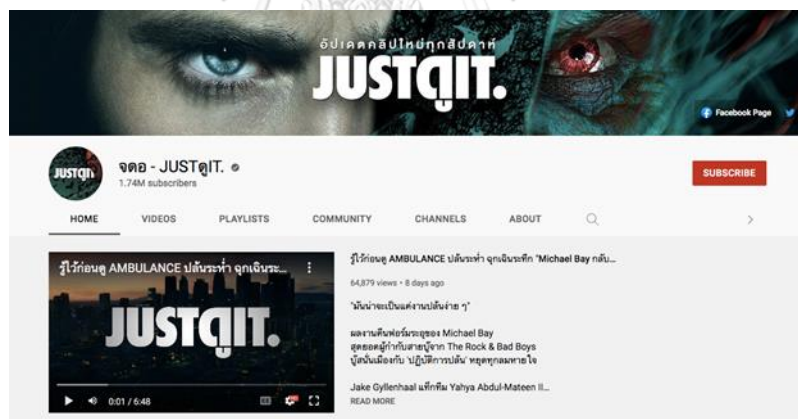 อัปเดตคลิปใหม่ทุกสัปดาห์
JUSTดูIT.
Facebook Page
JUSTดูIT.
จดอ - JUSTดูIT.
1.74M subscribers
SUBSCRIBE
HOME VIDEOS PLAYLISTS COMMUNITY CHANNELS ABOUT
รู้ไว้ก่อนดู AMBULANCE ปล้นระห่ำ ฉุกเฉินระ...
JUSTดูIT.
0:01 / 6:48
รู้ไว้ก่อนดู AMBULANCE ปล้นระห่ำ ฉุกเฉินระทึก "Michael Bay กลับ...
64,879 views • 8 days ago
"มันน่าจะเป็นแค่งานปล้นง่าย ๆ"
ผลงานคืนฟอร์มระอุของ Michael Bay
สุดยอดผู้กำกับสายบู๊จาก The Rock & Bad Boys
บู๊สนั่นเมืองกับ 'ปฏิบัติการปล้น' หยุดทุกลมหายใจ
Jake Gyllenhaal แท็กทีม Yahya Abdul-Mateen II...
READ MORE